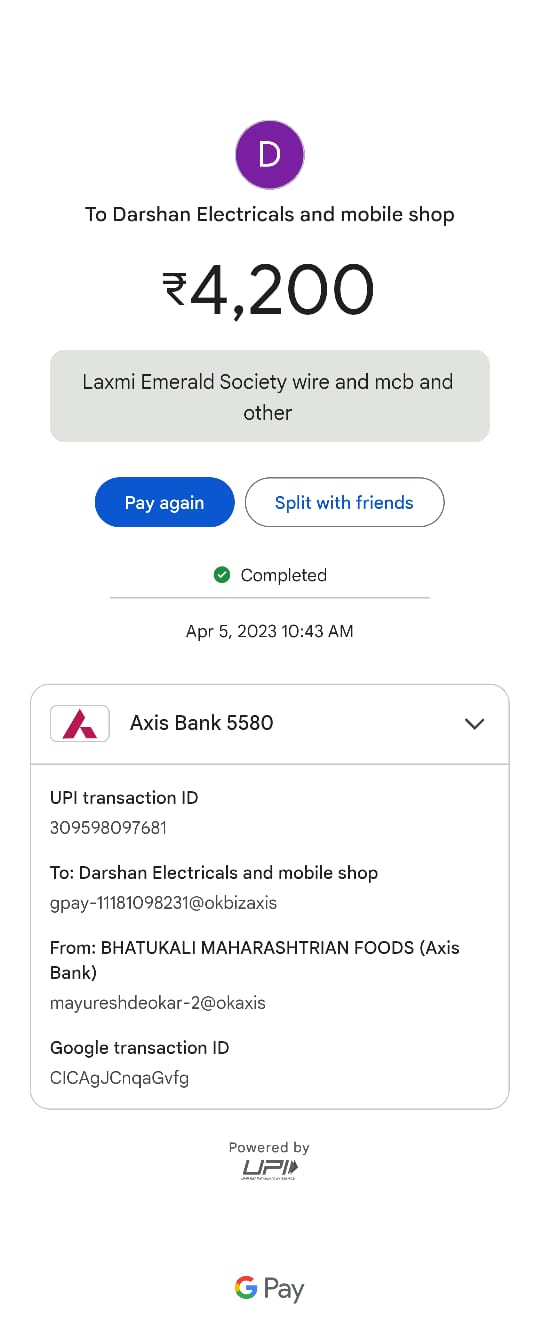 D
To Darshan Electricals and mobile shop
₹4,200
Laxmi Emerald Society wire and mcb and
other
Pay again
Split with friends
Completed
Apr 5, 2023 10:43 AM
Axis Bank 5580
UPI transaction ID
309598097681
To: Darshan Electricals and mobile shop
gpay-11181098231@okbizaxis
From: BHATUKALI MAHARASHTRIAN FOODS (Axis
Bank)
mayureshdeokar-2@okaxis
Google transaction ID
CICAgJCnqaGvfg
Powered by
UPI
G Pay